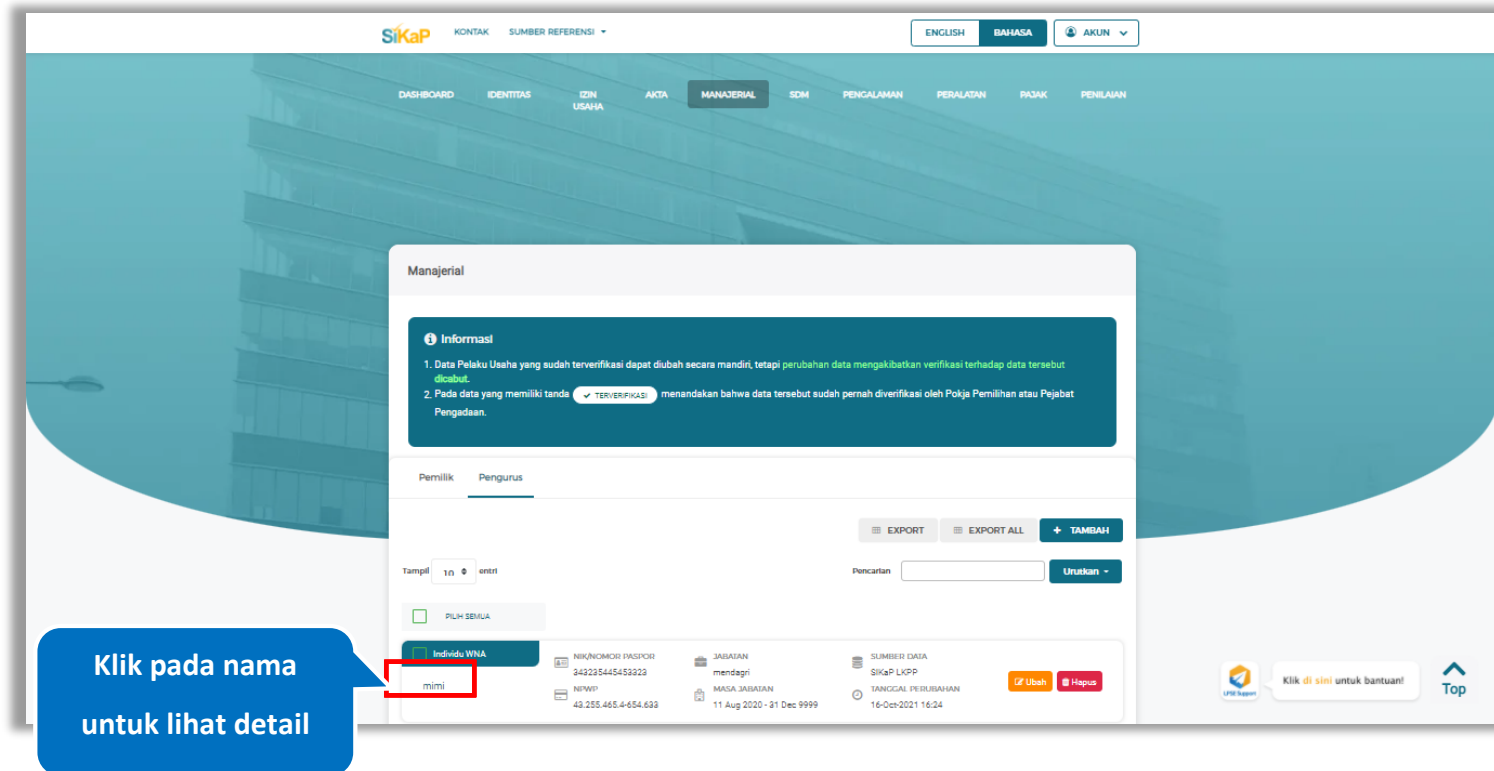 SiKaP KONTAK SUMBER REFERENSI ENGLISH BAHASA AKUN
DASHBOARD IDENTITAS IZIN USAHA AKTA MANAJERIAL SDM PENGALAMAN PERALATAN PAJAK PENILAIAN
Manajerial
Informasi
1. Data Pelaku Usaha yang sudah terverifikasi dapat diubah secara mandiri, tetapi perubahan data mengakibatkan verifikasi terhadap data tersebut
dicabut.
2. Pada data yang memiliki tanda TERVERIFIKASI menandakan bahwa data tersebut sudah pernah diverifikasi oleh Pokja Pemilihan atau Pejabat
Pengadaan.
Pemilik Pengurus
EXPORT EXPORT ALL + TAMBAH
Tampil 10 entri Pencarian Urutkan
PILIH SEMUA
Individu WNA
mimi
NIK/NOMOR PASPOR
343235445453323
NPWP
43.255.465.4-654.633
JABATAN
mendagri
MASA JABATAN
11 Aug 2020 - 31 Dec 9999
SUMBER DATA
SIKaP LKPP
TANGGAL PERUBAHAN
16-Oct-2021 16:24
Ubah Hapus
Klik pada nama
untuk lihat detail
LPSE Support
Klik di sini untuk bantuan!
Top